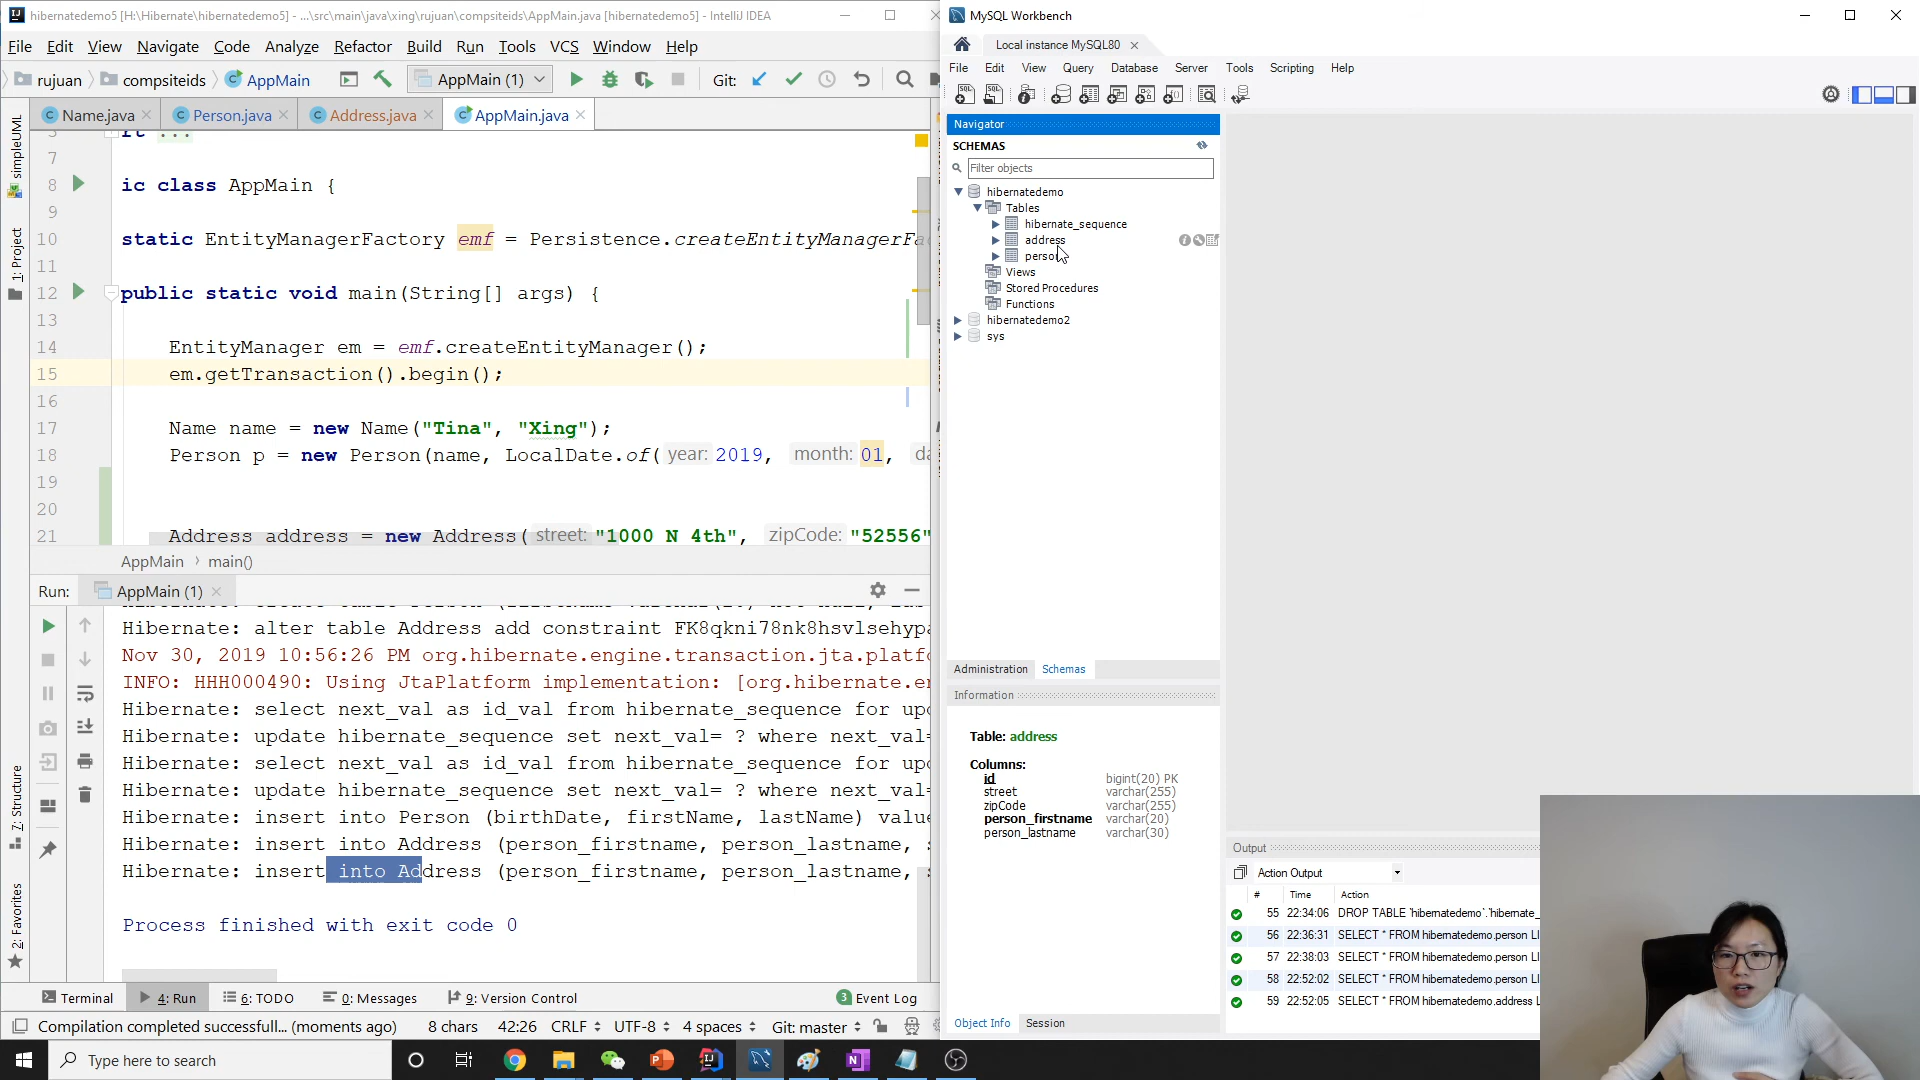 hibernatedemo5 [H:\Hibernate\hibernatedemo5] - ...\src\main\java\xing\rujuan\compsiteids\AppMain.java [hibernatedemo5] - IntelliJ IDEA
File Edit View Navigate Code Analyze Refactor Build Run Tools VCS Window Help
rujuan compsiteids AppMain AppMain (1) Git:
Name.java Person.java Address.java AppMain.java
7
8 ic class AppMain {
9
10 static EntityManagerFactory emf = Persistence.createEntityManagerFa
11
12 public static void main(String[] args) {
13
14 EntityManager em = emf.createEntityManager();
15 em.getTransaction().begin();
16
17 Name name = new Name("Tina", "Xing");
18 Person p = new Person(name, LocalDate.of( year: 2019, month: 01, da
19
20
21 Address address = new Address( street: "1000 N 4th", zipCode: "52556"
AppMain main()
simpleUML
1: Project
Z: Structure
2: Favorites
Run: AppMain (1)
Hibernate: alter table Address add constraint FK8qkni78nk8hsvlsehypa
Nov 30, 2019 10:56:26 PM org.hibernate.engine.transaction.jta.platfo
INFO: HHH000490: Using JtaPlatform implementation: [org.hibernate.en
Hibernate: select next_val as id_val from hibernate_sequence for upd
Hibernate: update hibernate_sequence set next_val= ? where next_val=
Hibernate: select next_val as id_val from hibernate_sequence for upd
Hibernate: update hibernate_sequence set next_val= ? where next_val=
Hibernate: insert into Person (birthDate, firstName, lastName) value
Hibernate: insert into Address (person_firstname, person_lastname, s
Hibernate: insert into Address (person_firstname, person_lastname, s
Process finished with exit code 0
Terminal 4: Run 6: TODO 0: Messages 9: Version Control 3 Event Log
Compilation completed successfull... (moments ago) 8 chars 42:26 CRLF UTF-8 4 spaces Git: master
Type here to search
MySQL Workbench
Local instance MySQL80
File Edit View Query Database Server Tools Scripting Help
Navigator
SCHEMAS
Filter objects
hibernatedemo
Tables
hibernate_sequence
address
person
Views
Stored Procedures
Functions
hibernatedemo2
sys
Administration Schemas
Information
Table: address
Columns:
id bigint(20) PK
street varchar(255)
zipCode varchar(255)
person_firstname varchar(20)
person_lastname varchar(30)
Object Info Session
Output
Action Output
# Time Action
55 22:34:06 DROP TABLE `hibernatedemo`.`hibernate_
56 22:36:31 SELECT * FROM hibernatedemo.person LI
57 22:38:03 SELECT * FROM hibernatedemo.person LI
58 22:52:02 SELECT * FROM hibernatedemo.person LI
59 22:52:05 SELECT * FROM hibernatedemo.address L